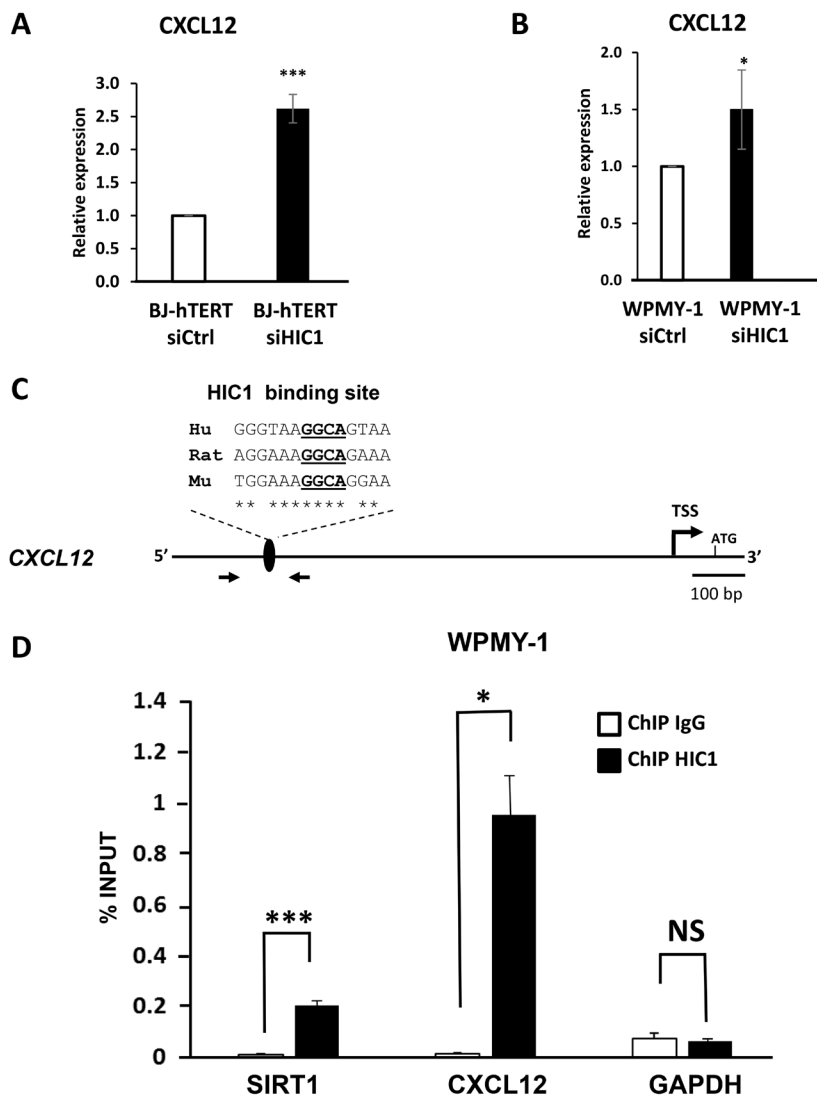 A
CXCL12
Relative expression
3.0
2.5
2.0
1.5
1.0
0.5
0.0
***
BJ-hTERT
siCtrl
BJ-hTERT
siHIC1
B
CXCL12
Relative expression
2.0
1.5
1.0
0.5
0.0
*
WPMY-1
siCtrl
WPMY-1
siHIC1
C
HIC1 binding site
Hu GGGTAAGGCAGTAA
Rat AGGAAAGGCAGAAA
Mu TGGAAAGGCAGGAA
** ******* **
CXCL12
5’
TSS
ATG
3’
100 bp
D
WPMY-1
% INPUT
1.4
1.2
1
0.8
0.6
0.4
0.2
0
***
*
NS
ChIP IgG
ChIP HIC1
SIRT1
CXCL12
GAPDH